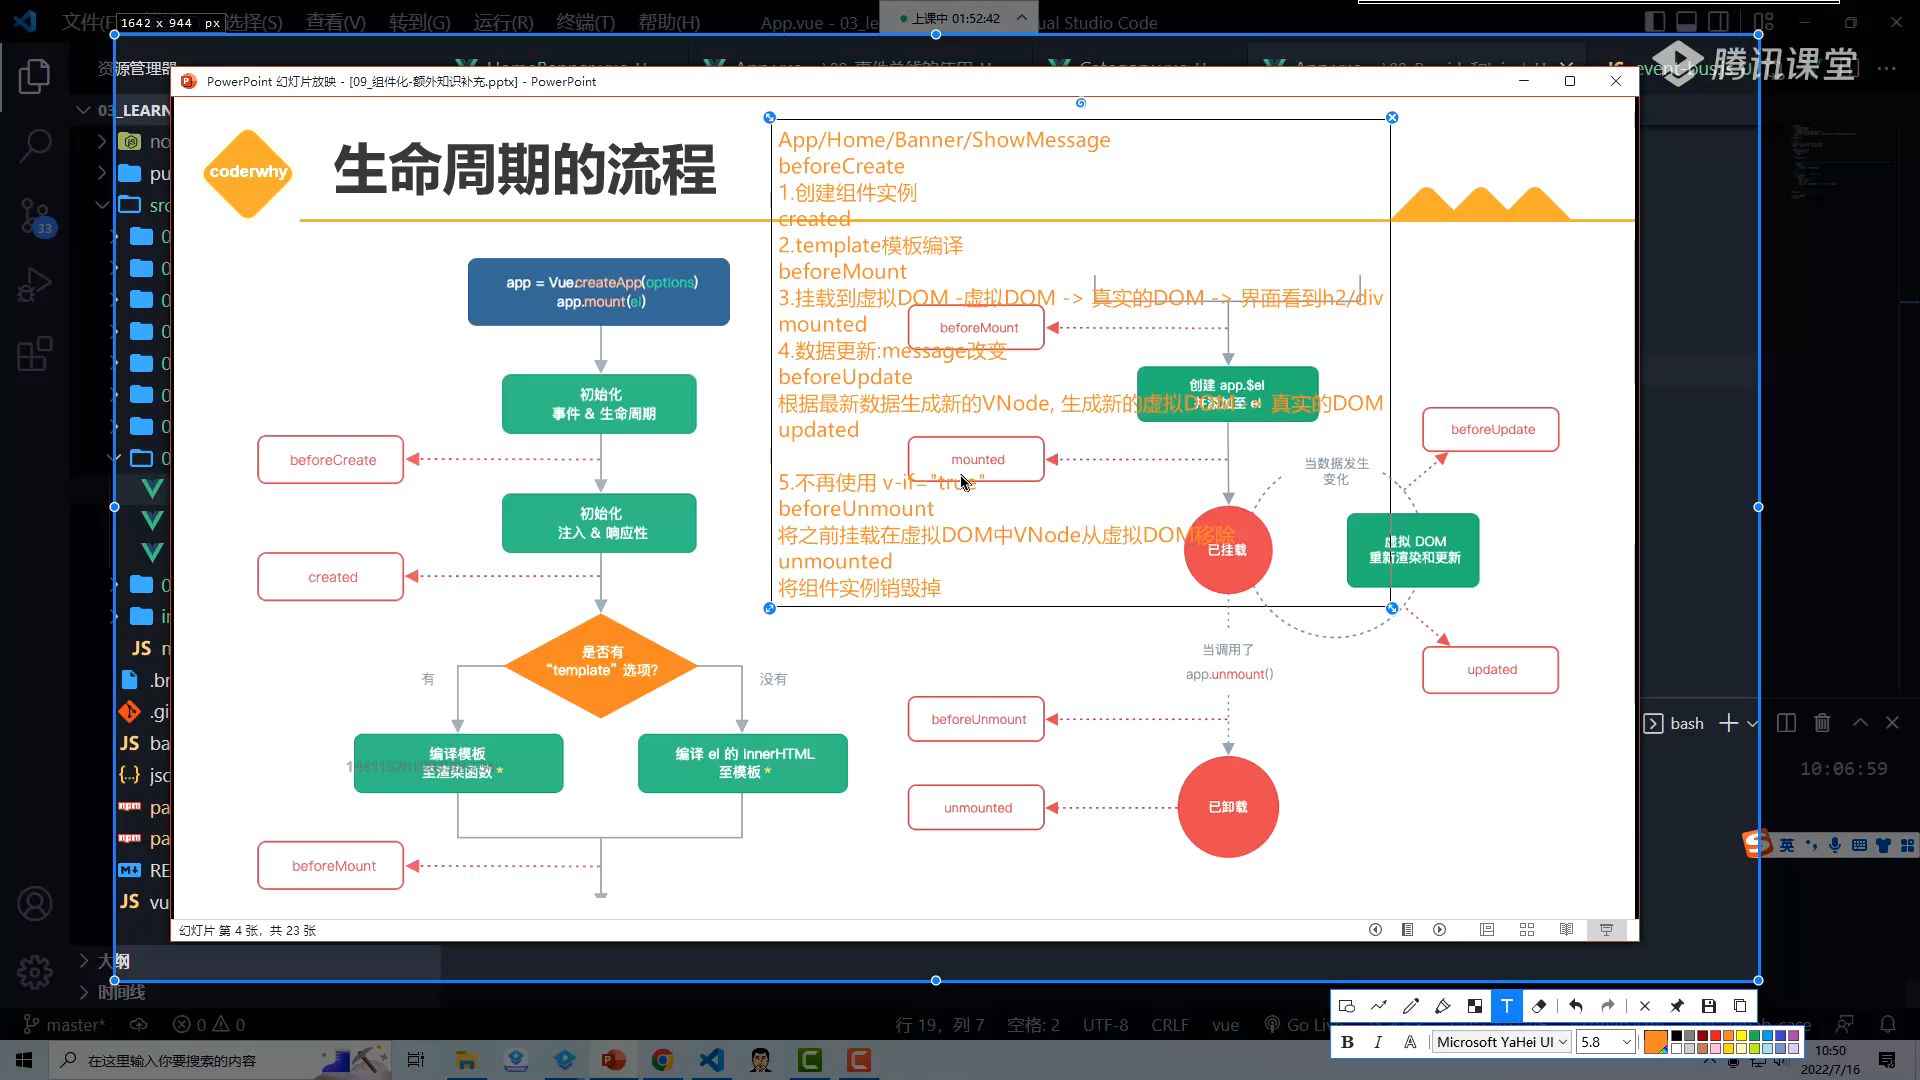 1642 x 944 px
选择(S)
查看(V)
转到(G)
运行(R)
终端(T)
帮助(H)
上课中 01:52:42
资源管理器
腾讯课堂
PowerPoint 幻灯片放映 - [09_组件化-额外知识补充.pptx] - PowerPoint
03_LEARN
no
pu
src
33
coderwhy
生命周期的流程
App/Home/Banner/ShowMessage
beforeCreate
1.创建组件实例
created
2.template模板编译
beforeMount
3.挂载到虚拟DOM -虚拟DOM -> 真实的DOM -> 界面看到h2/div
mounted
4.数据更新:message改变
beforeUpdate
根据最新数据生成新的VNode, 生成新的虚拟DOM -> 真实的DOM
updated
5.不再使用 v-if="true"
beforeUnmount
将之前挂载在虚拟DOM中VNode从虚拟DOM移除
unmounted
将组件实例销毁掉
app = Vue.createApp(options)
app.mount(el)
初始化
事件 & 生命周期
beforeCreate
初始化
注入 & 响应性
created
是否有
“template” 选项?
有
没有
编译模板
至渲染函数 *
编译 el 的 innerHTML
至模板 *
beforeMount
beforeMount
创建 app.$el
并添加至 el
mounted
已挂载
当数据发生
变化
beforeUpdate
虚拟 DOM
重新渲染和更新
updated
当调用了
app.unmount()
beforeUnmount
unmounted
已卸载
幻灯片 第 4 张，共 23 张
bash
10:06:59
英
大纲
时间线
master*
0
0
行 19，列 7
空格: 2
UTF-8
CRLF
vue
Microsoft YaHei UI
5.8
在这里输入你要搜索的内容
10:50
2022/7/16